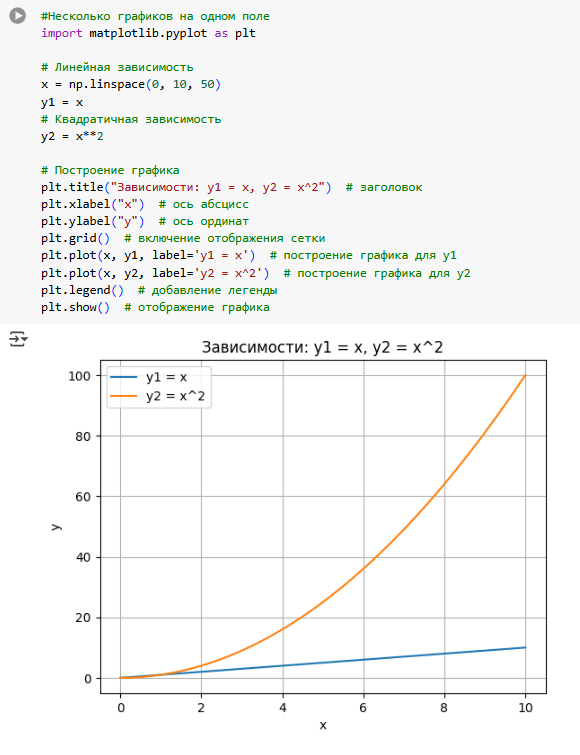 #Несколько графиков на одном поле
import matplotlib.pyplot as plt
# Линейная зависимость
x = np.linspace(0, 10, 50)
y1 = x
# Квадратичная зависимость
y2 = x**2
# Построение графика
plt.title("Зависимости: y1 = x, y2 = x^2")  # заголовок
plt.xlabel("x")  # ось абсцисс
plt.ylabel("y")  # ось ординат
plt.grid()  # включение отображения сетки
plt.plot(x, y1, label='y1 = x')  # построение графика для y1
plt.plot(x, y2, label='y2 = x^2')  # построение графика для y2
plt.legend()  # добавление легенды
plt.show()  # отображение графика
Зависимости: y1 = x, y2 = x^2
y1 = x
y2 = x^2
100
80
60
40
20
0
y
0 2 4 6 8 10
x